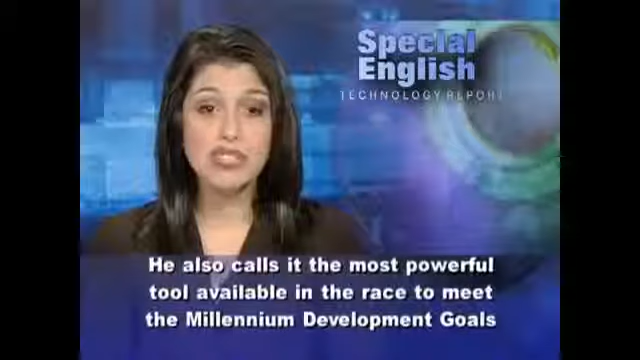 Special
English
TECHNOLOGY REPORT
He also calls it the most powerful
tool available in the race to meet
the Millennium Development Goals